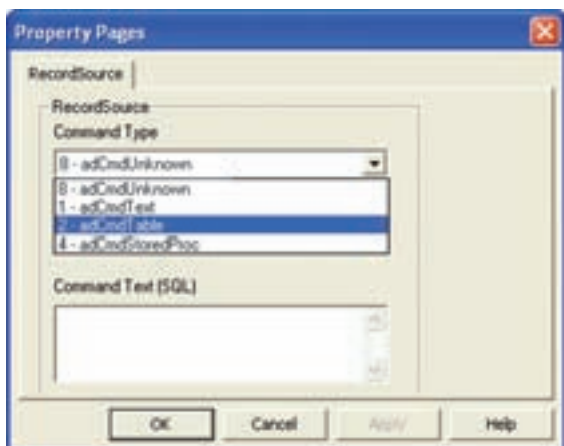 Property Pages
RecordSource
RecordSource
Command Type
8 - adCmdUnknown
8 - adCmdUnknown
1 - adCmdText
2 - adCmdTable
4 - adCmdStoredProc
Command Text (SQL)
OK Cancel Apply Help